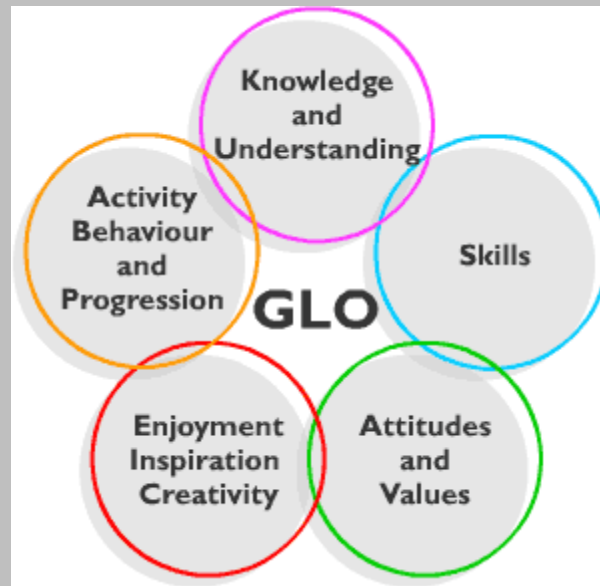 Knowledge
and
Understanding
Activity
Behaviour
and
Progression
Skills
GLO
Enjoyment
Inspiration
Creativity
Attitudes
and
Values